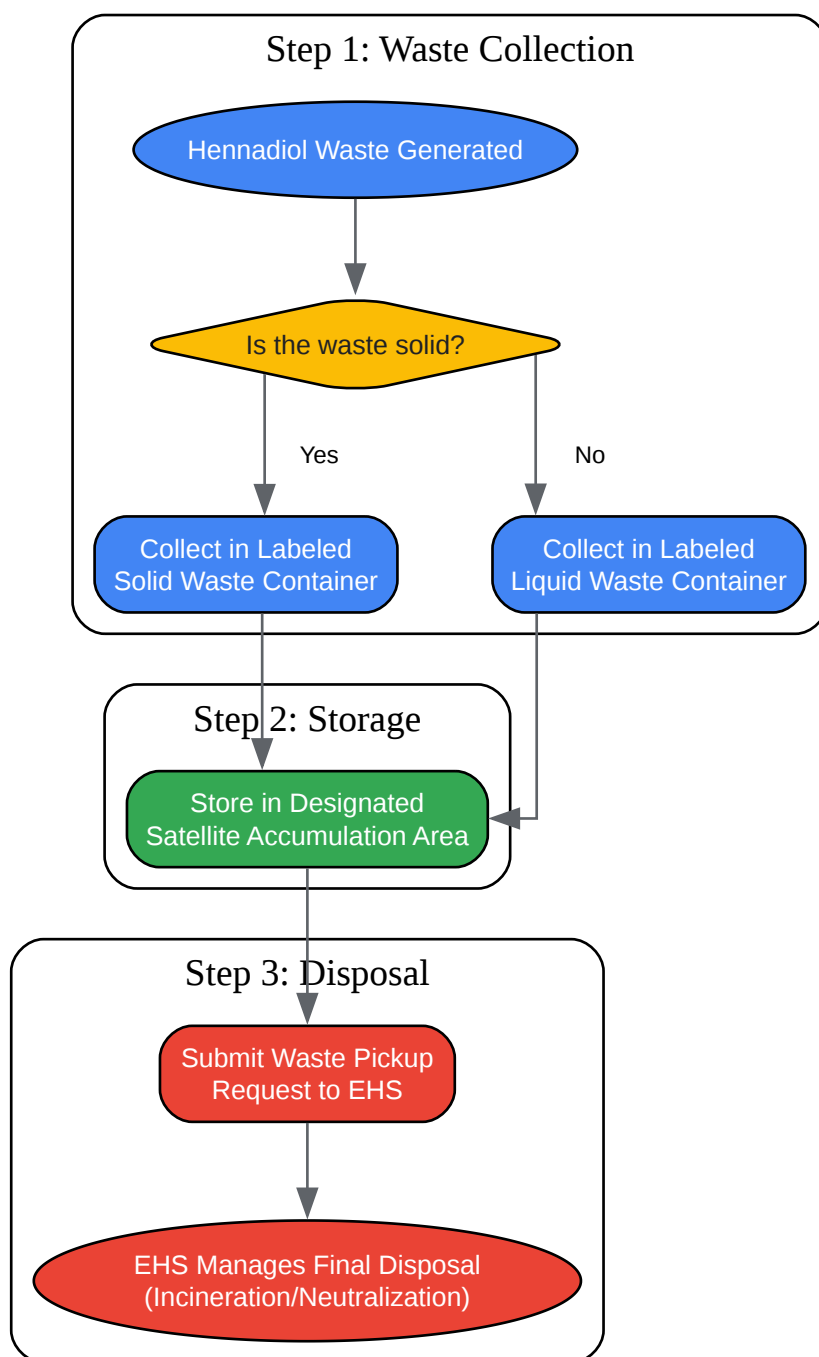 Step 1: Waste Collection
Hennadiol Waste Generated
Is the waste solid?
Yes
No
Collect in Labeled
Solid Waste Container
Collect in Labeled
Liquid Waste Container
Step 2: Storage
Store in Designated
Satellite Accumulation Area
Step 3: Disposal
Submit Waste Pickup
Request to EHS
EHS Manages Final Disposal
(Incineration/Neutralization)